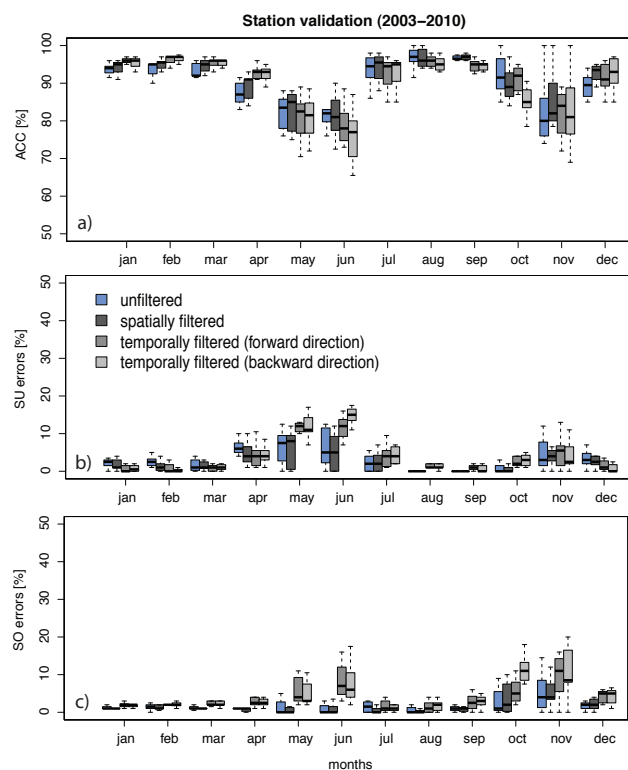 Station validation (2003–2010)
ACC [%]
100
90
80
70
60
50
a)
jan feb mar apr may jun jul aug sep oct nov dec
SU errors [%]
50
40
30
20
10
0
unfiltered
spatially filtered
temporally filtered (forward direction)
temporally filtered (backward direction)
b)
jan feb mar apr may jun jul aug sep oct nov dec
SO errors [%]
50
40
30
20
10
0
c)
jan feb mar apr may jun jul aug sep oct nov dec
months